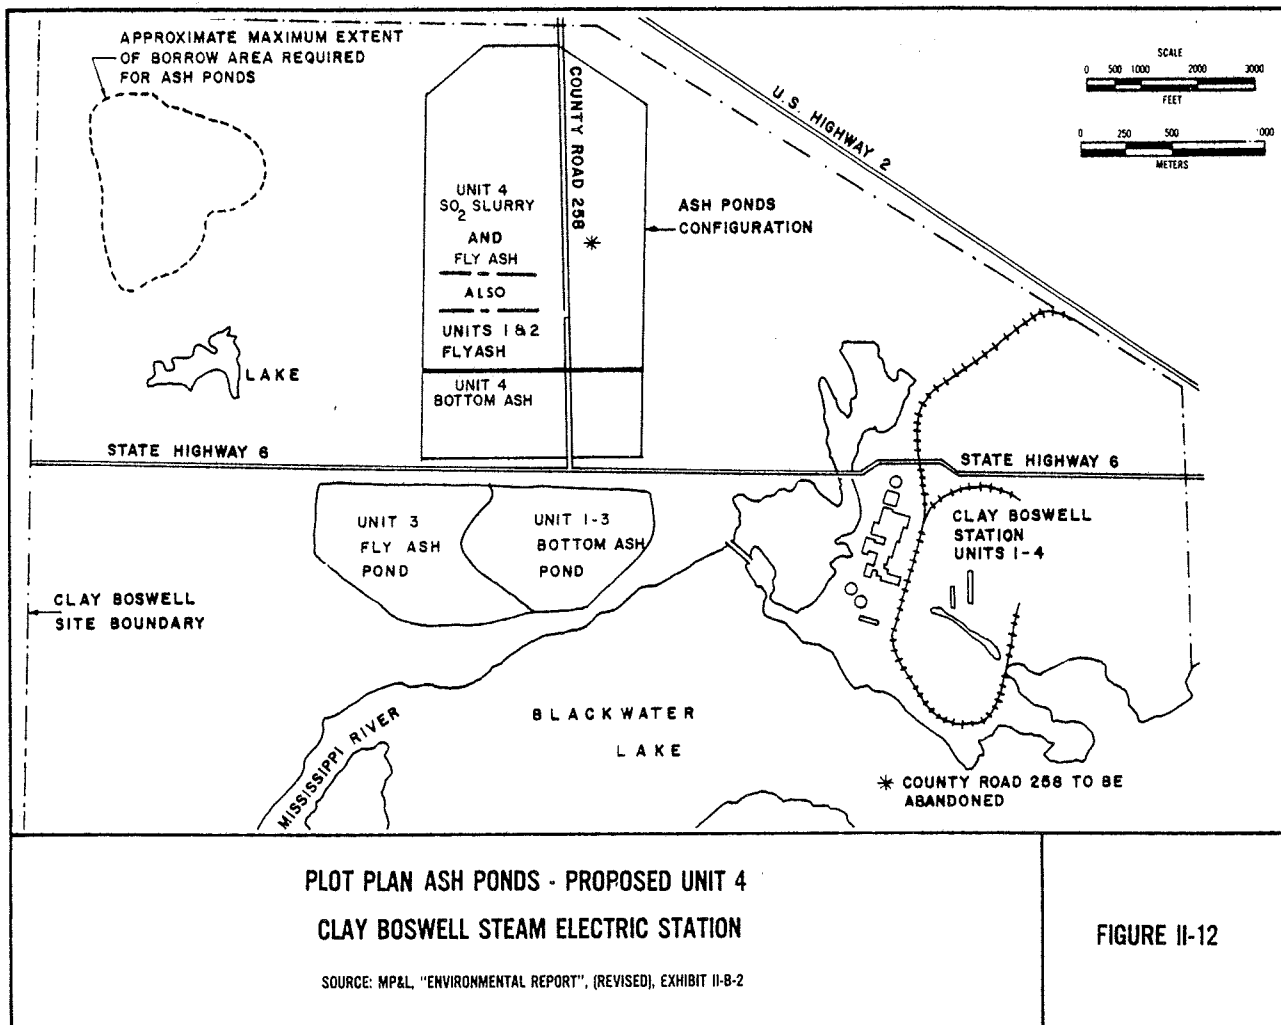 APPROXIMATE MAXIMUM EXTENT
OF BORROW AREA REQUIRED
FOR ASH PONDS
COUNTY ROAD 258
U.S. HIGHWAY 2
SCALE
0 500 1000 2000 3000
FEET
0 250 500 1000
METERS
UNIT 4
SO2 SLURRY
AND
FLY ASH
ALSO
UNITS 1 & 2
FLYASH
UNIT 4
BOTTOM ASH
*
ASH PONDS
CONFIGURATION
LAKE
STATE HIGHWAY 6
STATE HIGHWAY 6
UNIT 3
FLY ASH
POND
UNIT 1-3
BOTTOM ASH
POND
CLAY BOSWELL
STATION
UNITS 1-4
CLAY BOSWELL
SITE BOUNDARY
MISSISSIPPI RIVER
BLACKWATER
LAKE
* COUNTY ROAD 258 TO BE
ABANDONED
PLOT PLAN ASH PONDS - PROPOSED UNIT 4
CLAY BOSWELL STEAM ELECTRIC STATION
SOURCE: MP&L, "ENVIRONMENTAL REPORT", (REVISED), EXHIBIT II-B-2
FIGURE II-12